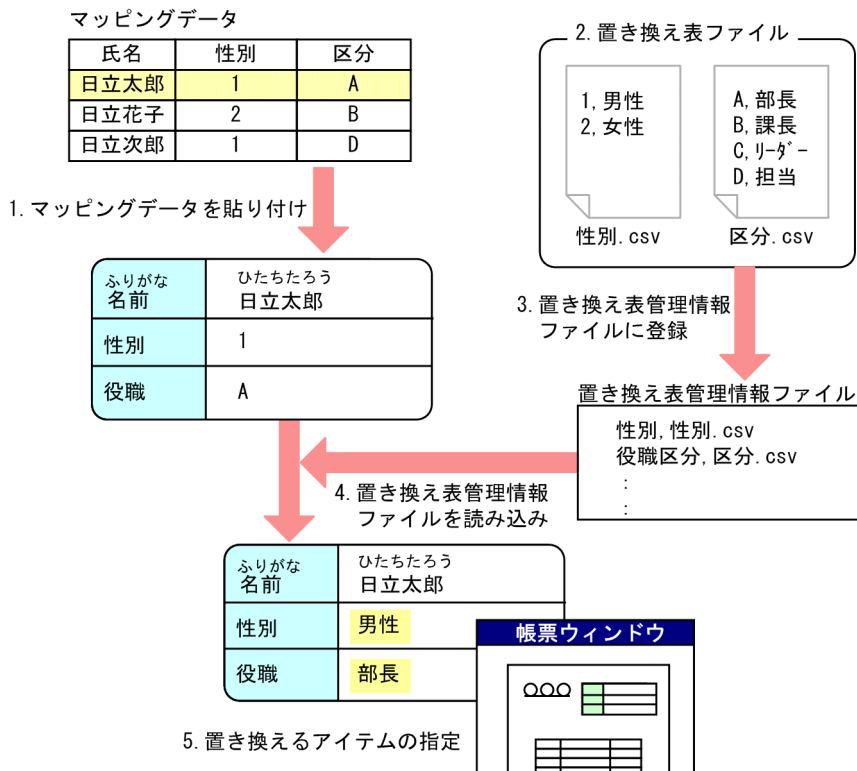 マッピングデータ
氏名 性別 区分
日立太郎 1 A
日立花子 2 B
日立次郎 1 D
1. マッピングデータを貼り付け
ふりがな ひたちたろう
名前 日立太郎
性別 1
役職 A
2. 置き換え表ファイル
1, 男性
2, 女性
性別. csv
A, 部長
B, 課長
C, ﾘｰﾀﾞｰ
D, 担当
区分. csv
3. 置き換え表管理情報
ファイルに登録
置き換え表管理情報ファイル
性別, 性別. csv
役職区分, 区分. csv
:
:
4. 置き換え表管理情報
ファイルを読み込み
ふりがな ひたちたろう
名前 日立太郎
性別 男性
役職 部長
帳票ウィンドウ
5. 置き換えるアイテムの指定